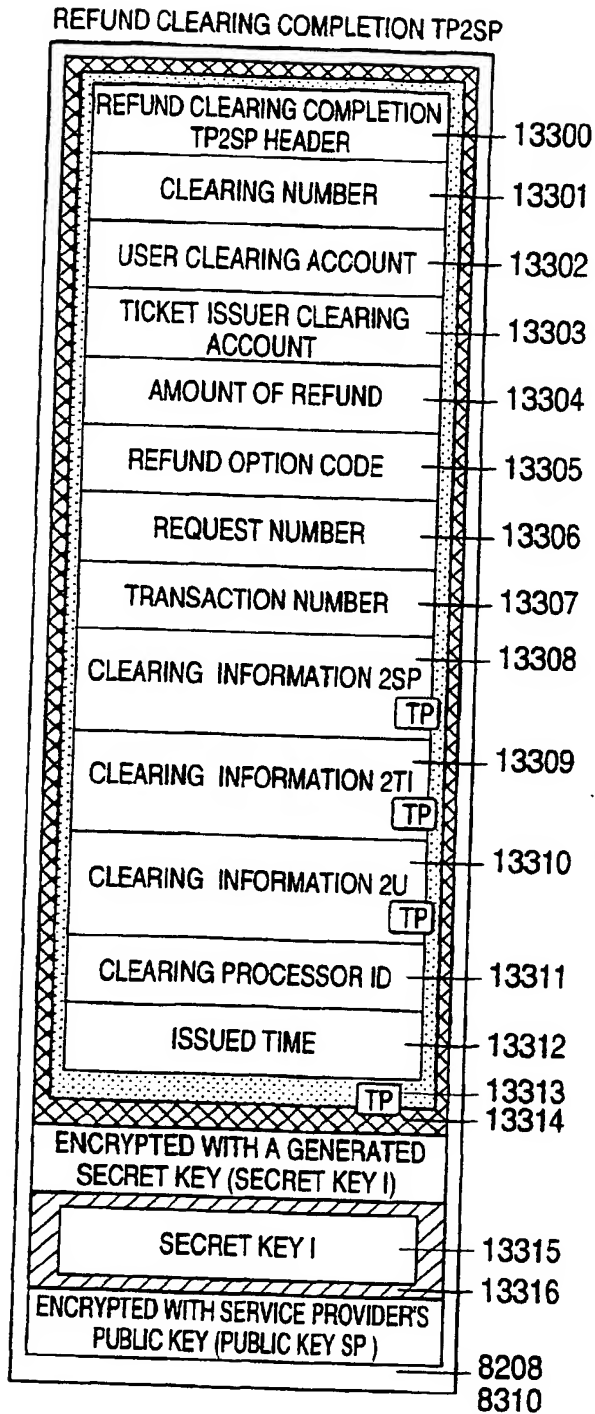 REFUND CLEARING COMPLETION TP2SP
REFUND CLEARING COMPLETION
TP2SP HEADER
13300
CLEARING NUMBER
13301
USER CLEARING ACCOUNT
13302
TICKET ISSUER CLEARING
ACCOUNT
13303
AMOUNT OF REFUND
13304
REFUND OPTION CODE
13305
REQUEST NUMBER
13306
TRANSACTION NUMBER
13307
CLEARING INFORMATION 2SP
13308
TP
CLEARING INFORMATION 2TI
13309
TP
CLEARING INFORMATION 2U
13310
TP
CLEARING PROCESSOR ID
13311
ISSUED TIME
13312
TP
13313
13314
ENCRYPTED WITH A GENERATED
SECRET KEY (SECRET KEY I)
SECRET KEY I
13315
13316
ENCRYPTED WITH SERVICE PROVIDER'S
PUBLIC KEY (PUBLIC KEY SP )
8208
8310